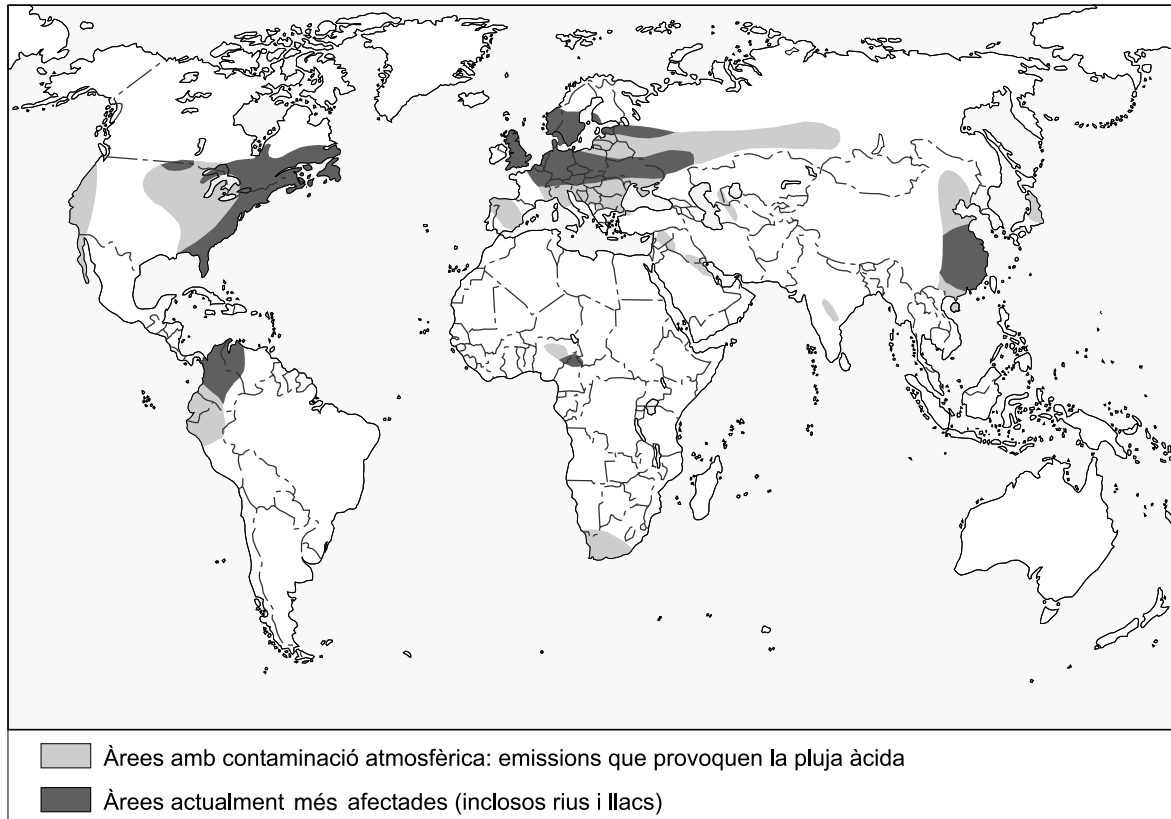 Àrees amb contaminació atmosfèrica: emissions que provoquen la pluja àcida
Àrees actualment més afectades (inclosos rius i llacs)